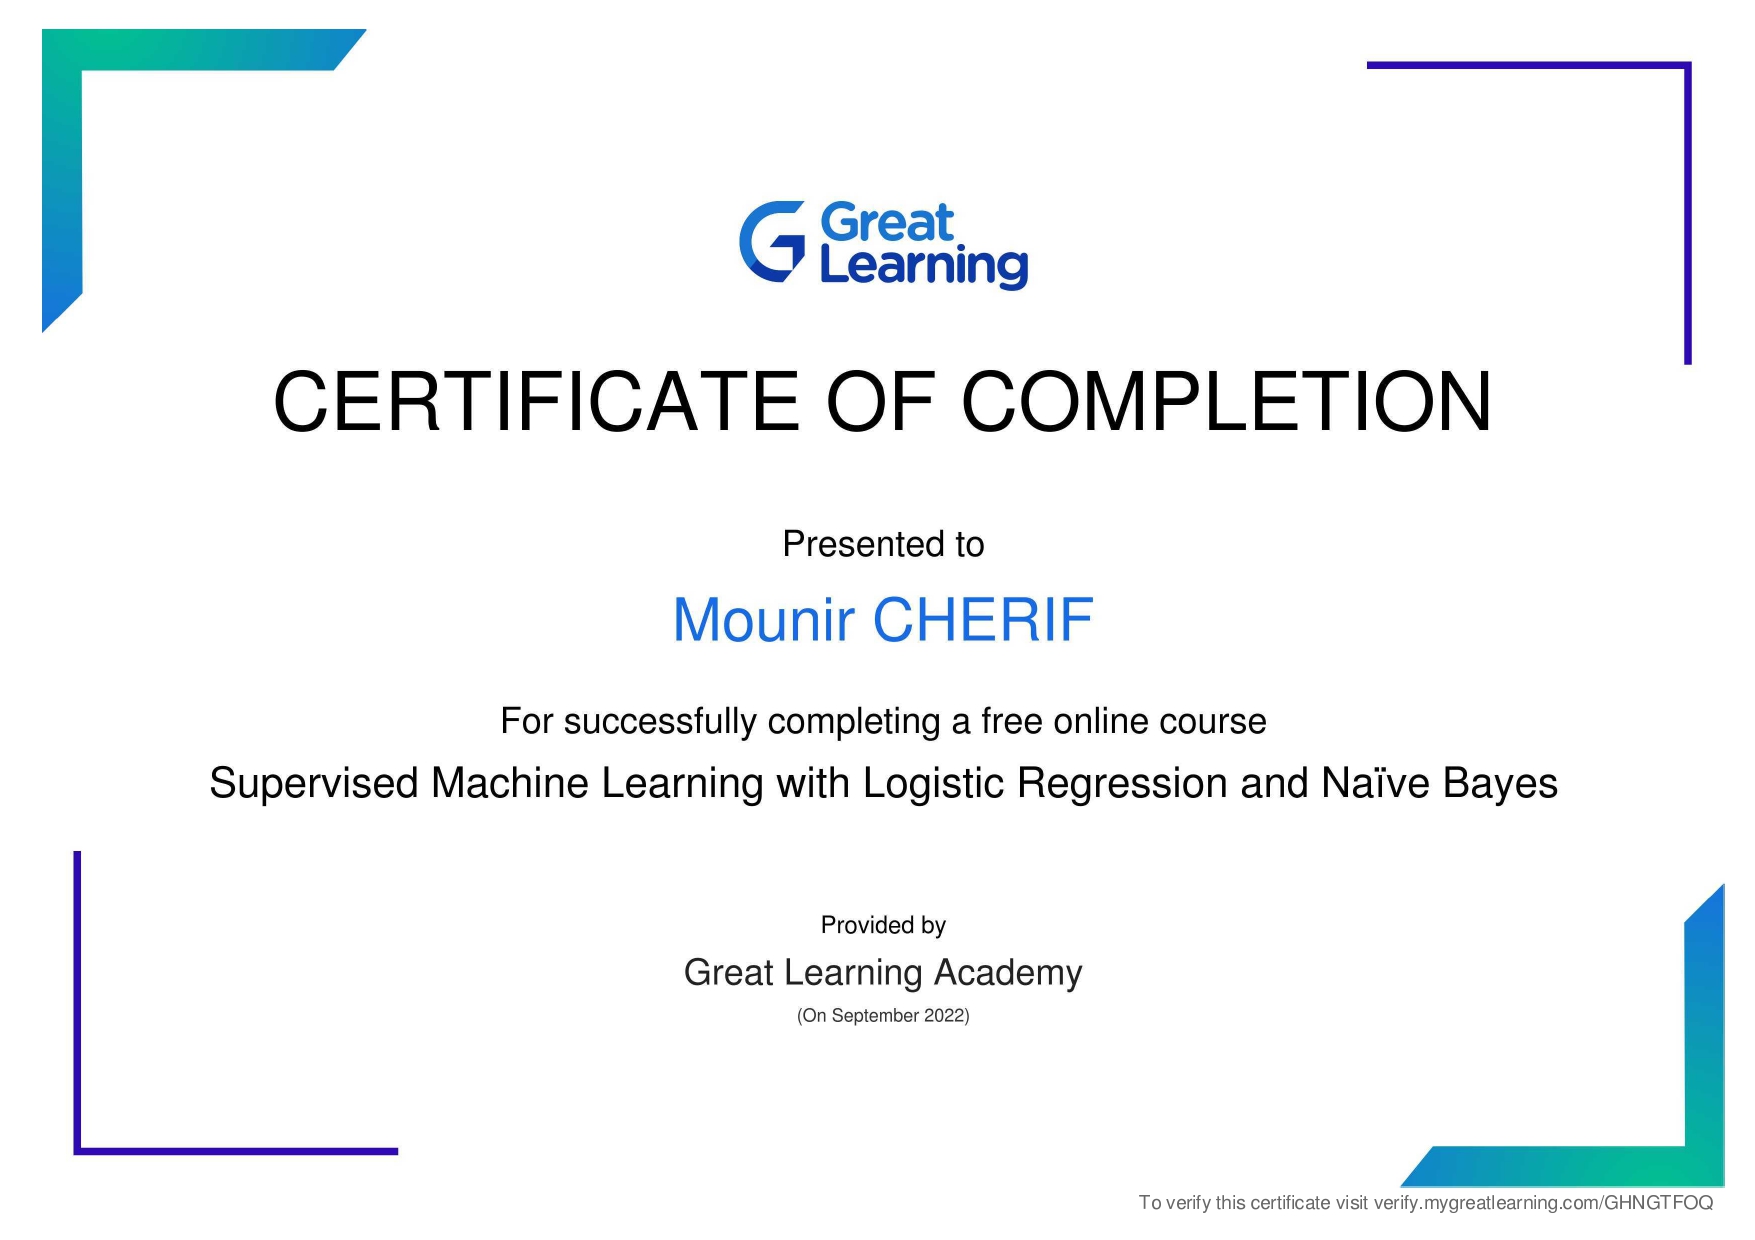 Great
Learning
CERTIFICATE OF COMPLETION
Presented to
Mounir CHERIF
For successfully completing a free online course
Supervised Machine Learning with Logistic Regression and Naïve Bayes
Provided by
Great Learning Academy
(On September 2022)
To verify this certificate visit verify.mygreatlearning.com/GHNGTFOQ